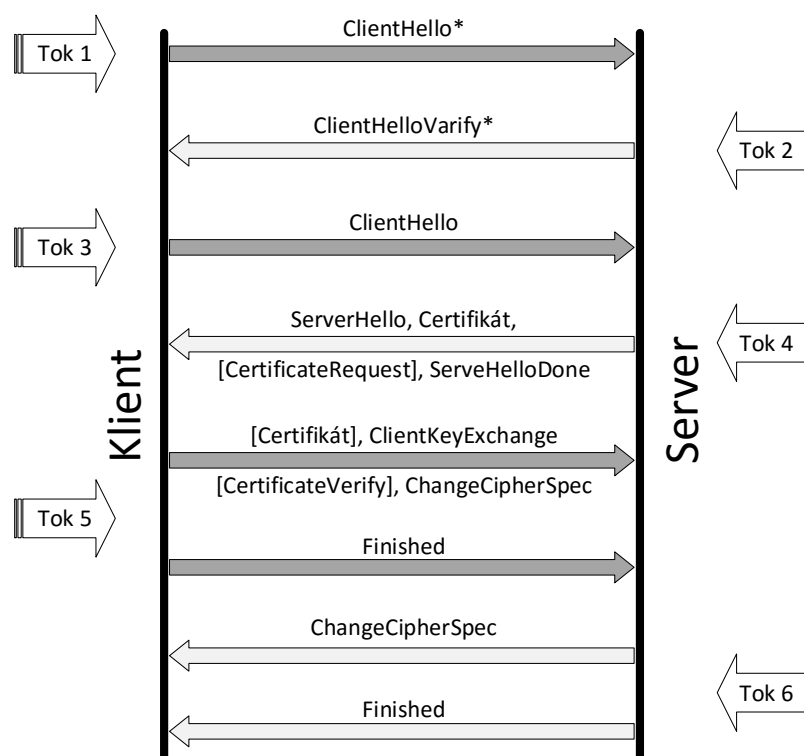 ClientHello*
Tok 1
ClientHelloVarify*
Tok 2
ClientHello
Tok 3
ServerHello, Certifikát,
Tok 4
[CertificateRequest], ServeHelloDone
Klient
Server
[Certifikát], ClientKeyExchange
[CertificateVerify], ChangeCipherSpec
Tok 5
Finished
ChangeCipherSpec
Tok 6
Finished